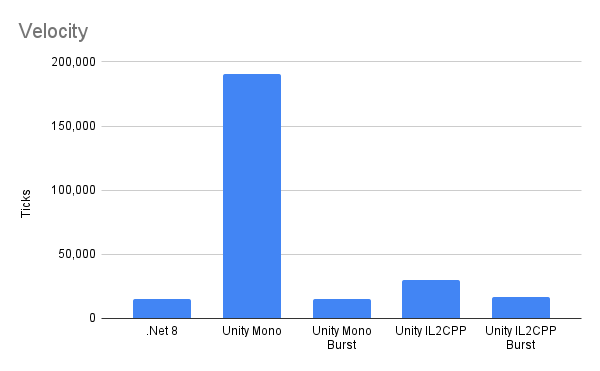 Velocity
200,000
150,000
100,000
50,000
0
Ticks
.Net 8
Unity Mono
Unity Mono
Burst
Unity IL2CPP
Unity IL2CPP
Burst